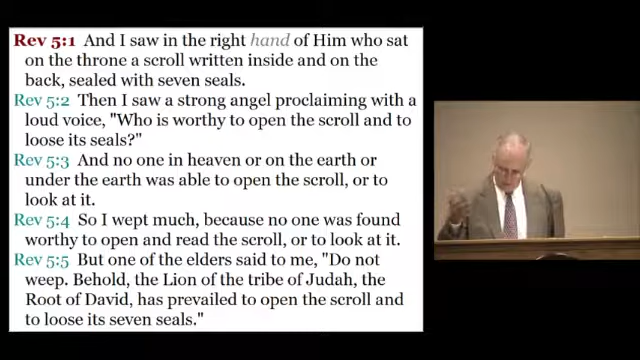 Rev 5:1 And I saw in the right hand of Him who sat
on the throne a scroll written inside and on the
back, sealed with seven seals.
Rev 5:2 Then I saw a strong angel proclaiming with a
loud voice, "Who is worthy to open the scroll and to
loose its seals?"
Rev 5:3 And no one in heaven or on the earth or
under the earth was able to open the scroll, or to
look at it.
Rev 5:4 So I wept much, because no one was found
worthy to open and read the scroll, or to look at it.
Rev 5:5 But one of the elders said to me, "Do not
weep. Behold, the Lion of the tribe of Judah, the
Root of David, has prevailed to open the scroll and
to loose its seven seals."